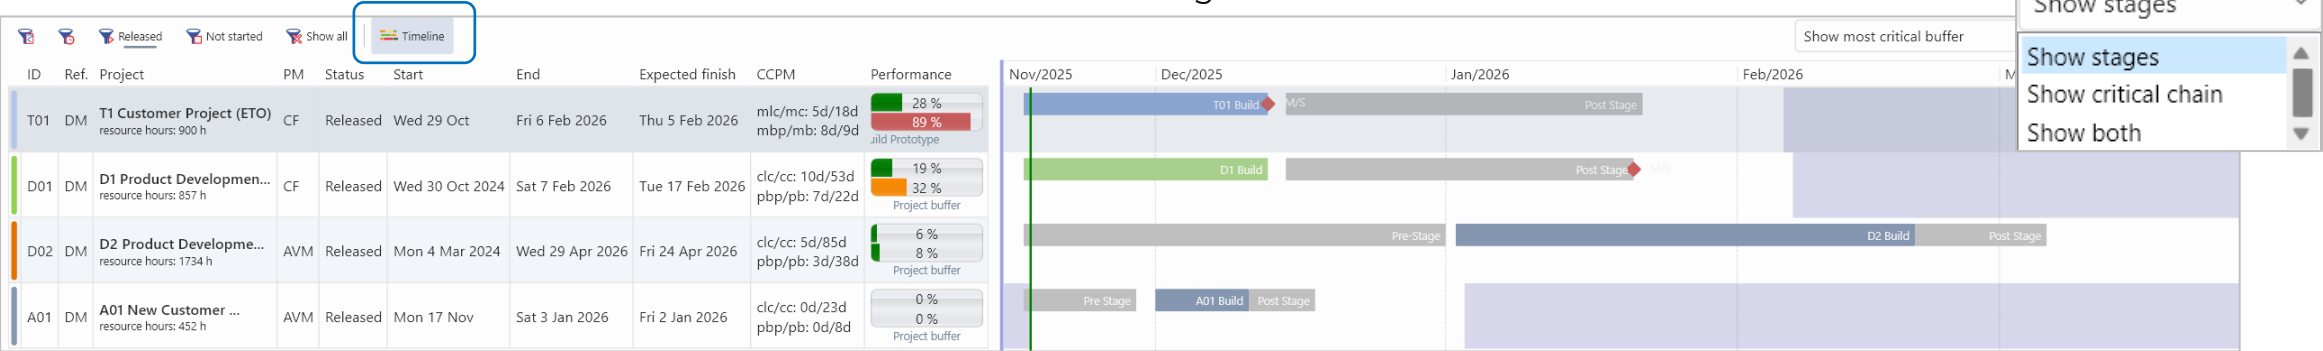 Show stages
Released Not started Show all Timeline Show most critical buffer
Show stages
Show critical chain
Show both
ID Ref. Project PM Status Start End Expected finish CCPM Performance Nov/2025 Dec/2025 Jan/2026 Feb/2026 M
T01 DM T1 Customer Project (ETO) CF Released Wed 29 Oct Fri 6 Feb 2026 Thu 5 Feb 2026 mlc/mc: 5d/18d 28 % T01 Build M/S Post Stage
resource hours: 900 h mbp/mb: 8d/9d 89 %
uild Prototype
D01 DM D1 Product Developmen... CF Released Wed 30 Oct 2024 Sat 7 Feb 2026 Tue 17 Feb 2026 clc/cc: 10d/53d 19 % D1 Build Post Stage M/S
resource hours: 857 h pbp/pb: 7d/22d 32 %
Project buffer
D02 DM D2 Product Developme... AVM Released Mon 4 Mar 2024 Wed 29 Apr 2026 Fri 24 Apr 2026 clc/cc: 5d/85d 6 % Pre-Stage D2 Build Post Stage
resource hours: 1734 h pbp/pb: 3d/38d 8 %
Project buffer
A01 DM A01 New Customer ... AVM Released Mon 17 Nov Sat 3 Jan 2026 Fri 2 Jan 2026 clc/cc: 0d/23d 0 % Pre Stage A01 Build Post Stage
resource hours: 452 h pbp/pb: 0d/8d 0 %
Project buffer